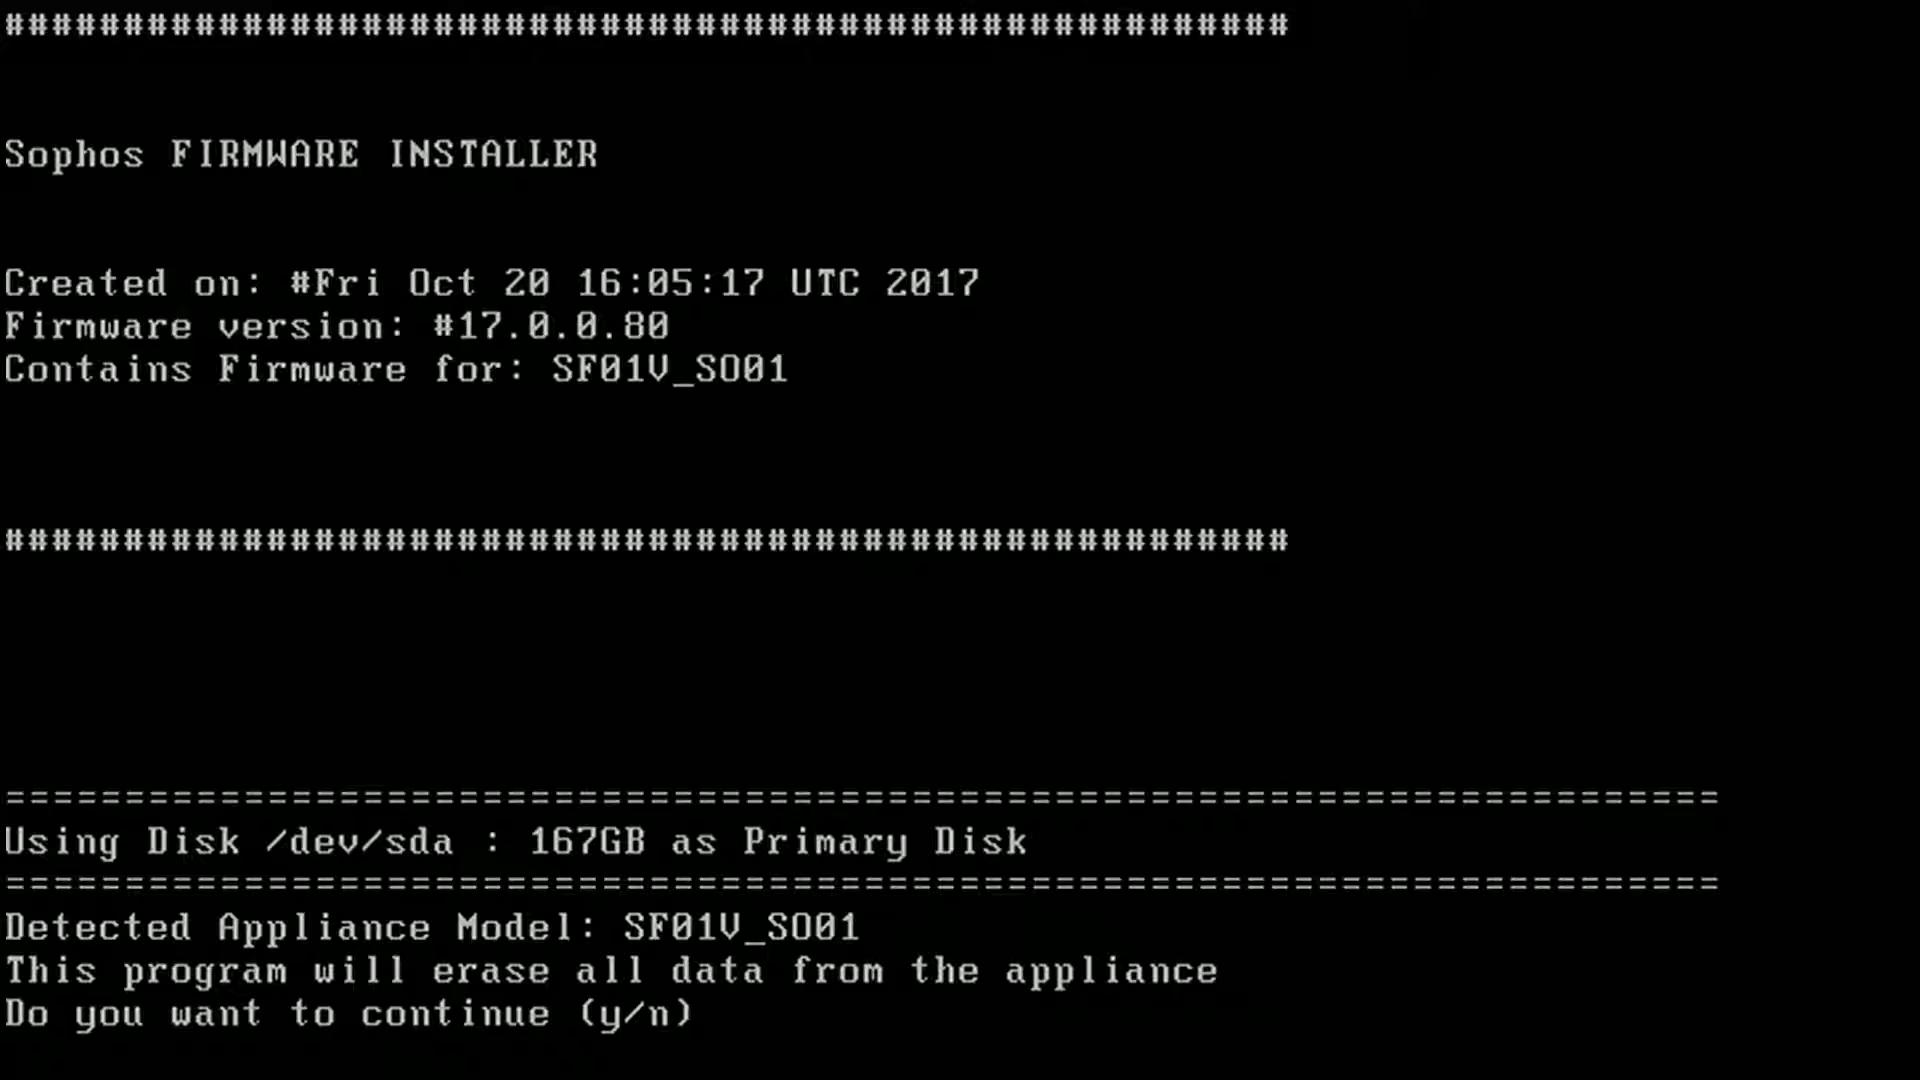 ######################################################
Sophos FIRMWARE INSTALLER
Created on: #Fri Oct 20 16:05:17 UTC 2017
Firmware version: #17.0.0.80
Contains Firmware for: SF01V_SO01
######################################################
========================================================================
Using Disk /dev/sda : 167GB as Primary Disk
========================================================================
Detected Appliance Model: SF01V_SO01
This program will erase all data from the appliance
Do you want to continue (y/n)